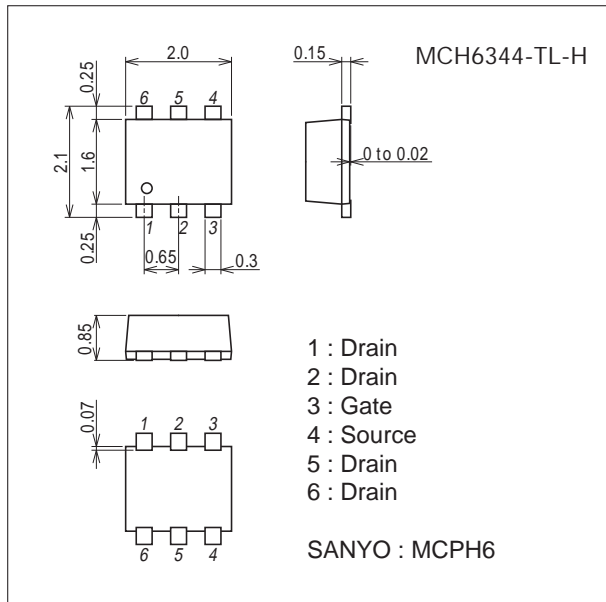 MCH6344-TL-H
2.0
0.15
0.25
6 5 4
2.1
1.6
0 to 0.02
0.25
1 2 3
0.65
0.3
0.85
1 : Drain
2 : Drain
3 : Gate
4 : Source
5 : Drain
6 : Drain
0.07
1 2 3
6 5 4
SANYO : MCPH6